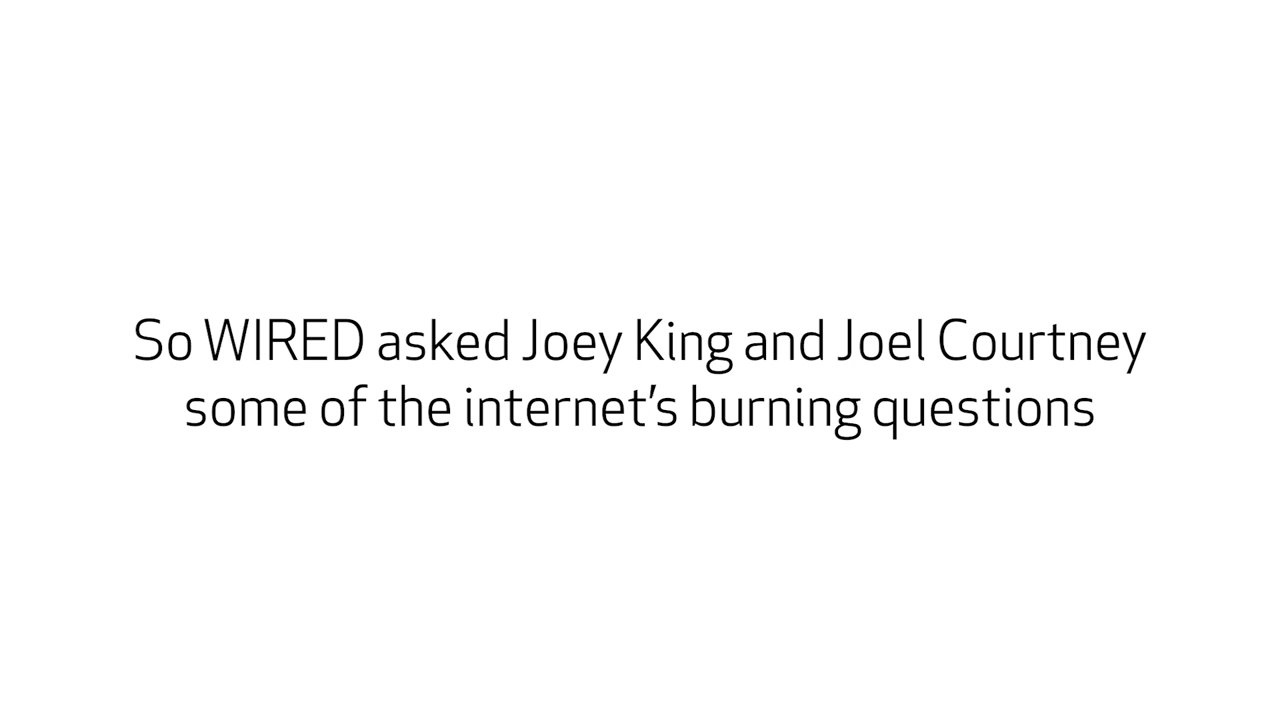 So WIRED asked Joey King and Joel Courtney
some of the internet’s burning questions